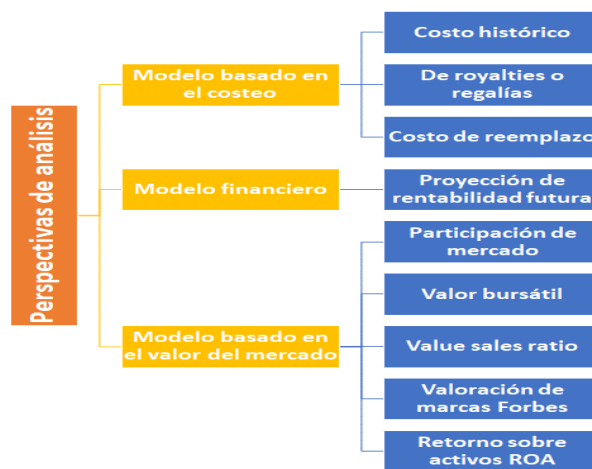 Perspectivas de análisis
Modelo basado en
el costeo
Costo histórico
De royalties o
regalías
Costo de reemplazo
Modelo financiero
Proyección de
rentabilidad futura
Modelo basado en
el valor del mercado
Participación de
mercado
Valor bursátil
Value sales ratio
Valoración de
marcas Forbes
Retorno sobre
activos ROA